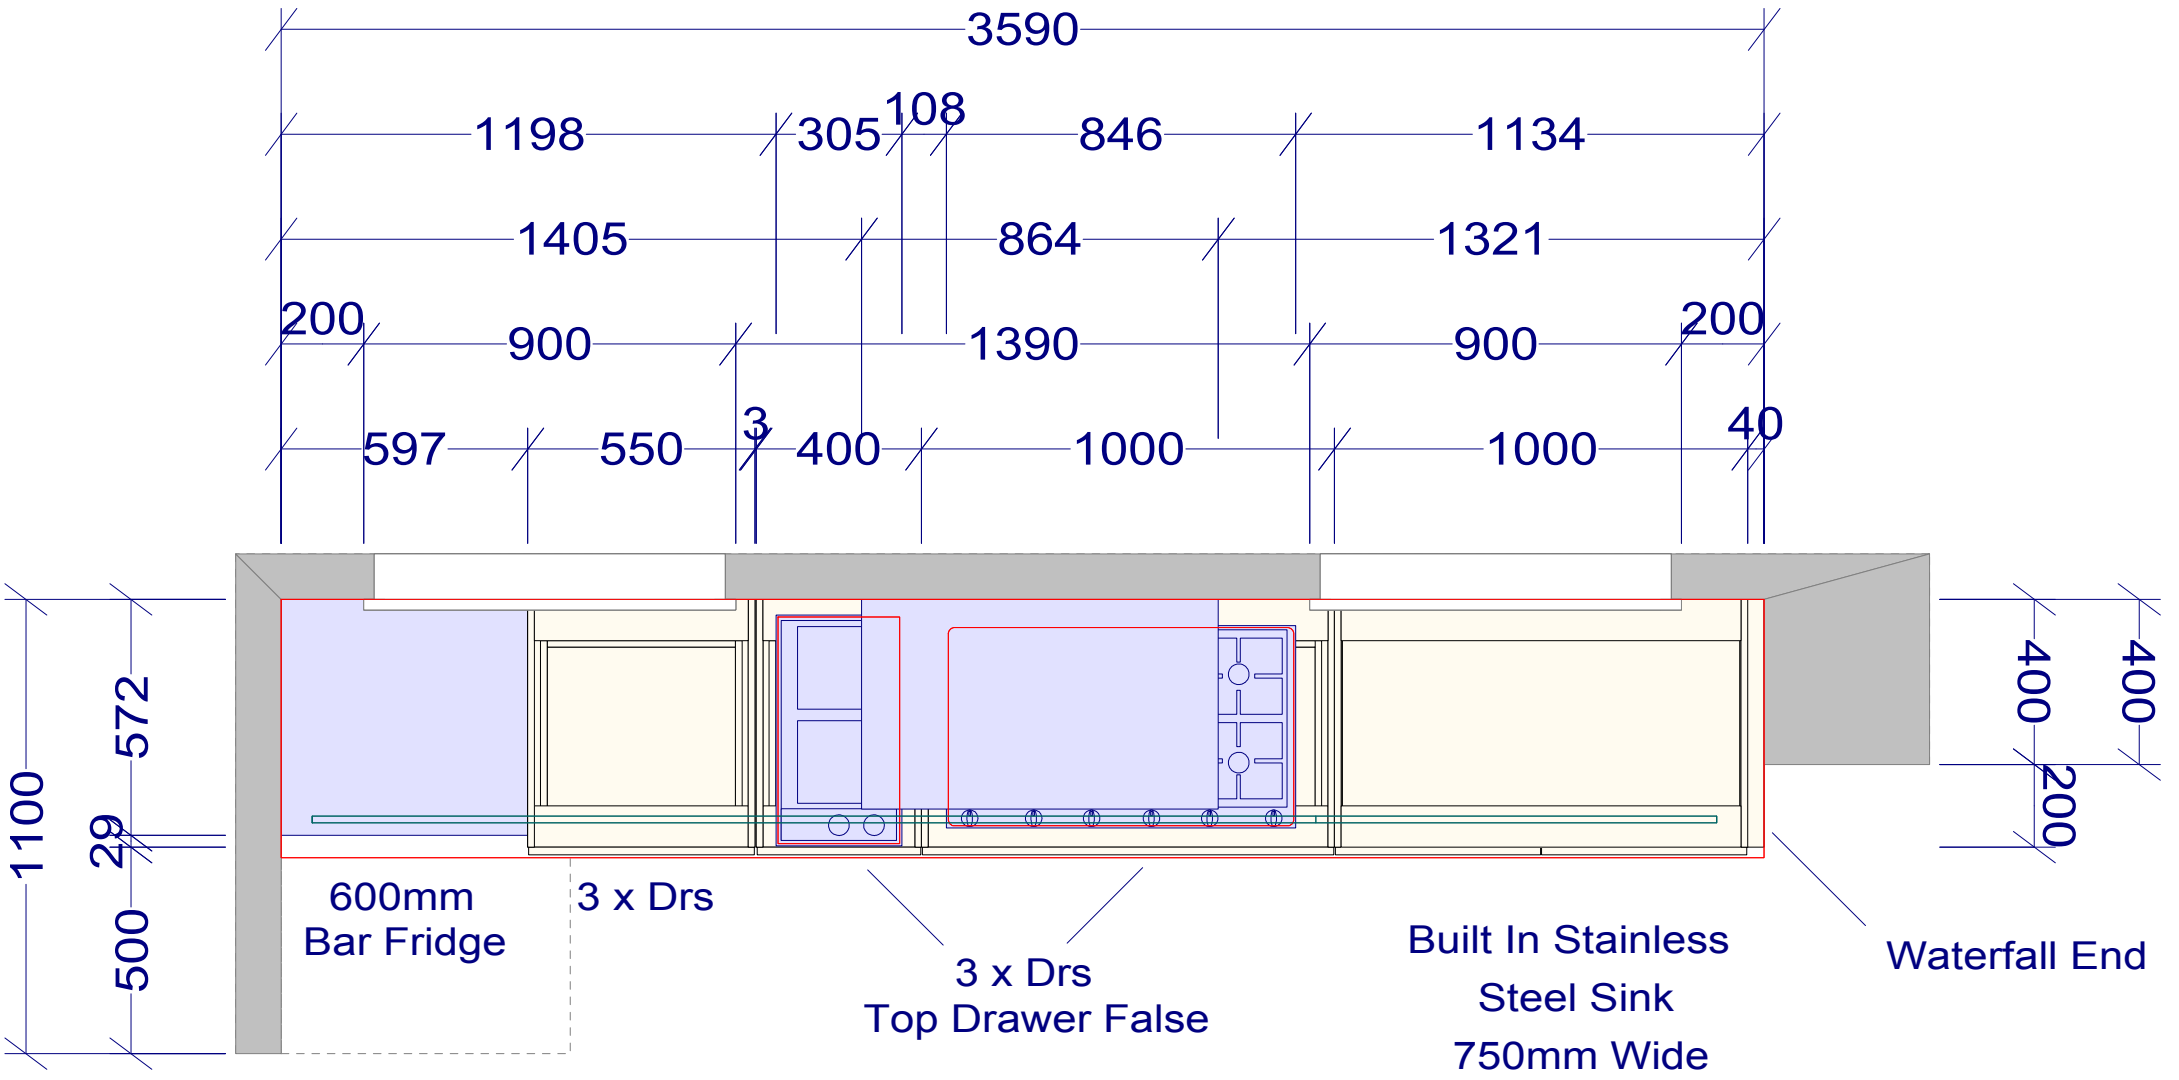 3590
108
1198 305 846 1134
1405 864 1321
200 200
900 1390 900
3 40
597 550 400 1000 1000
1100
572
29
500
400
200
400
600mm
Bar Fridge
3 x Drs
3 x Drs
Top Drawer False
Built In Stainless
Steel Sink
750mm Wide
Waterfall End